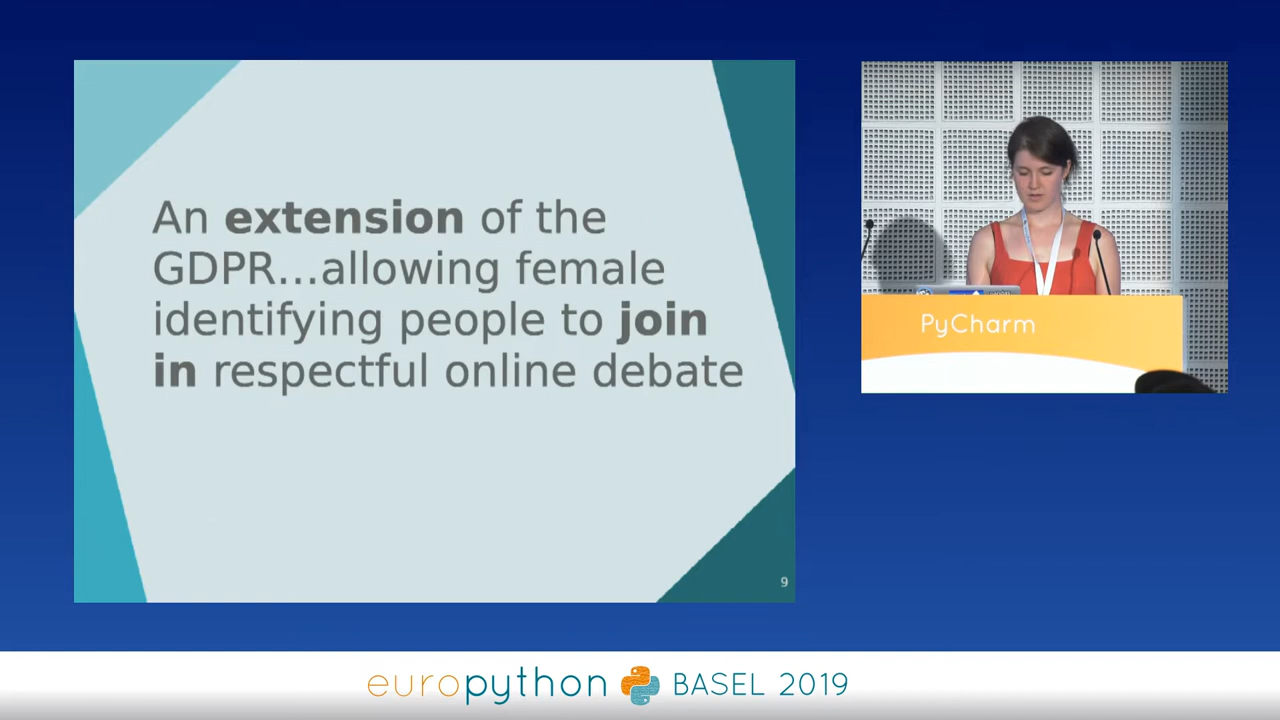 An extension of the
GDPR...allowing female
identifying people to join
in respectful online debate
9
PyCharm
europython BASEL 2019